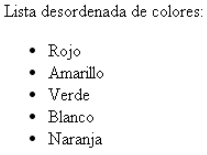 Lista desordenada de colores:
• Rojo
• Amarillo
• Verde
• Blanco
• Naranja